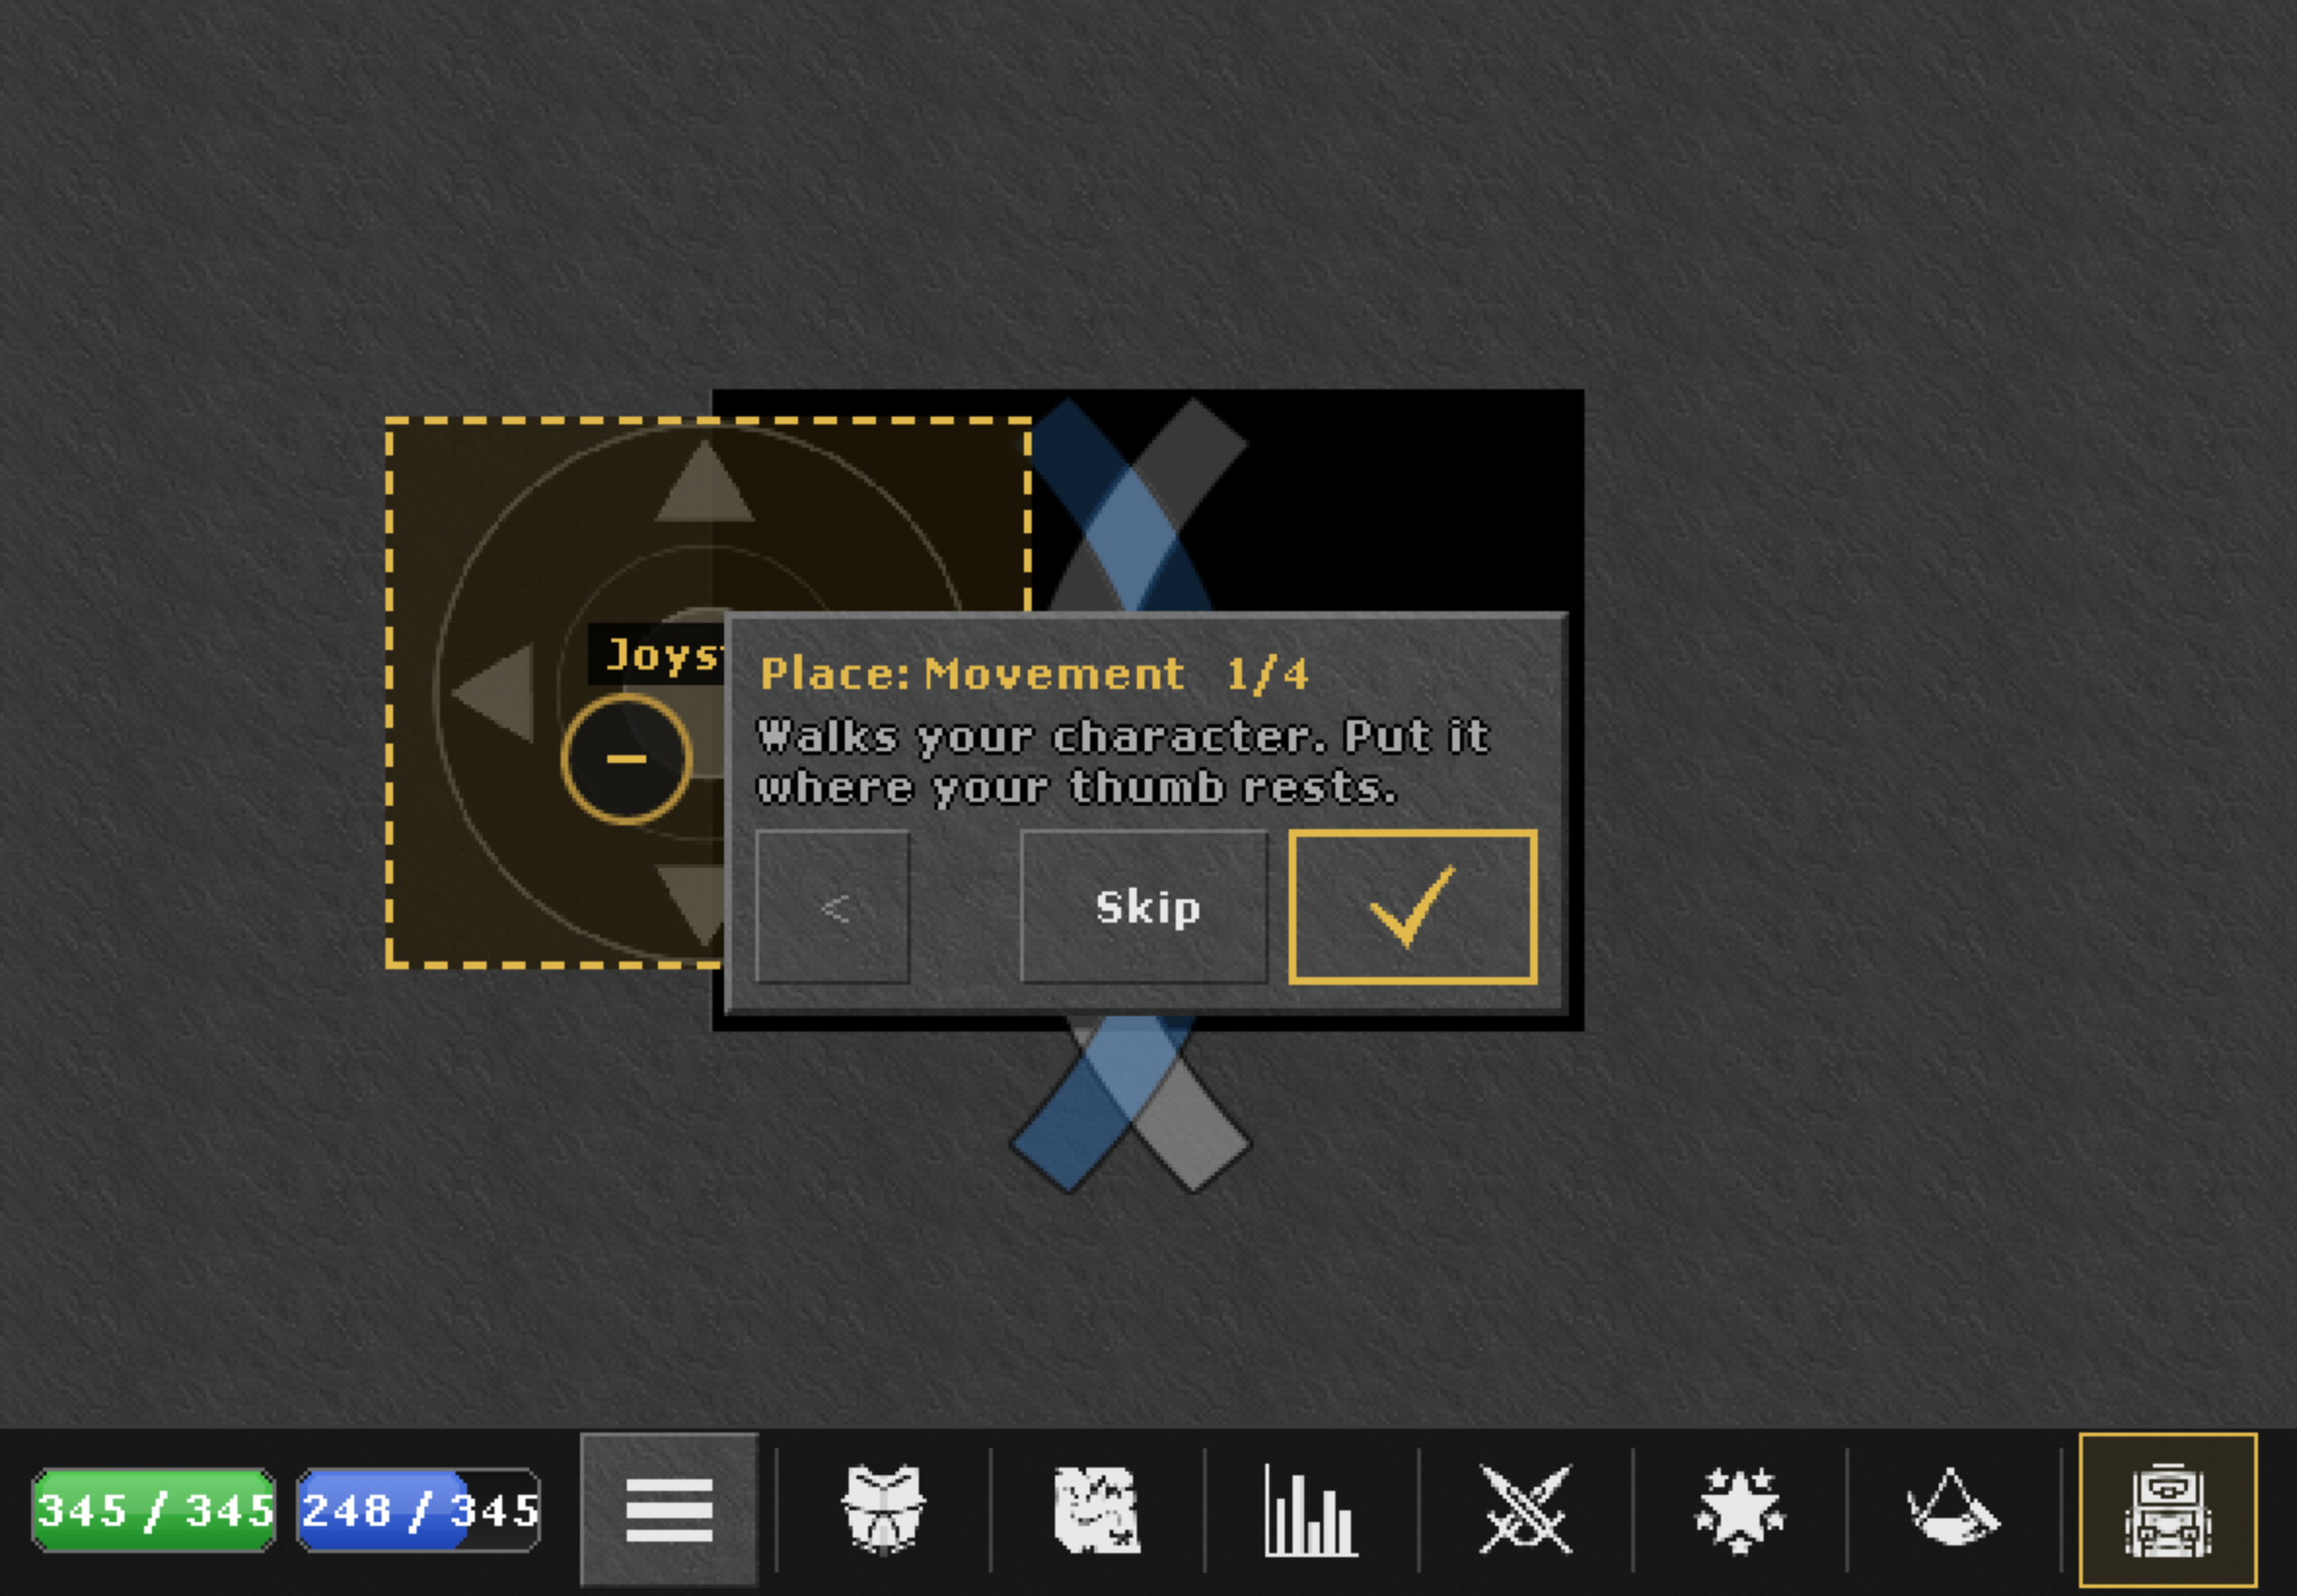 Joys
Place: Movement 1/4
Walks your character. Put it
where your thumb rests.
<
Skip
345 / 345
248 / 345